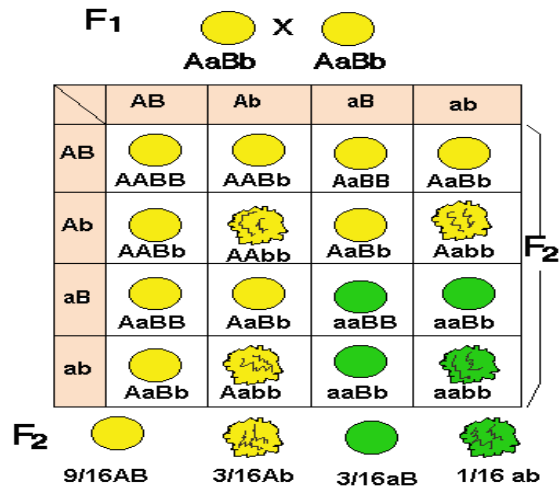 F1 X
AaBb AaBb
AB Ab aB ab
AB
AABB AABb AaBB AaBb
Ab
AABb AAbb AaBb Aabb
F2
aB
AaBB AaBb aaBB aaBb
ab
AaBb Aabb aaBb aabb
F2
9/16AB 3/16Ab 3/16aB 1/16 ab